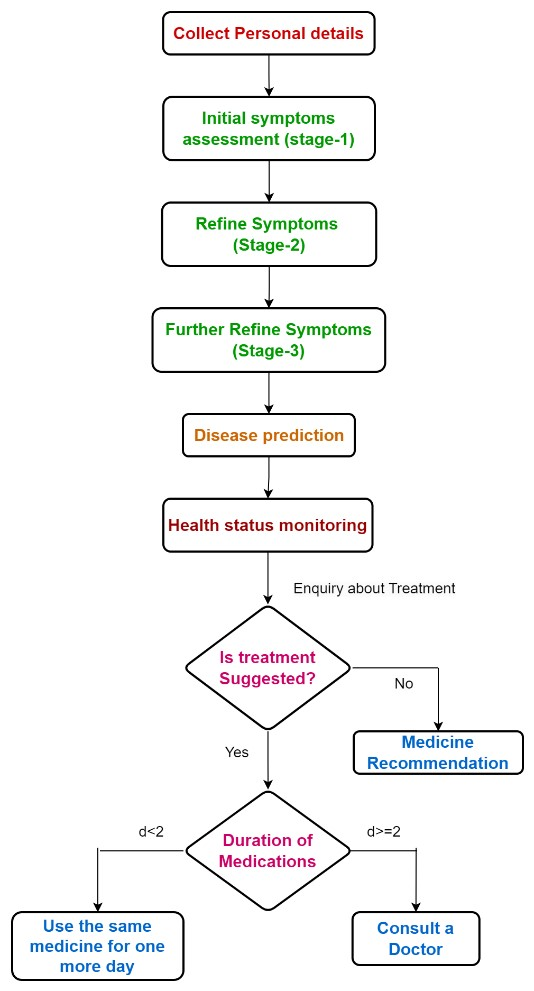 Collect Personal details
Initial symptoms
assessment (stage-1)
Refine Symptoms
(Stage-2)
Further Refine Symptoms
(Stage-3)
Disease prediction
Health status monitoring
Enquiry about Treatment
Is treatment
Suggested?
No
Medicine
Recommendation
Yes
Duration of
Medications
d<2
d>=2
Use the same
medicine for one
more day
Consult a
Doctor